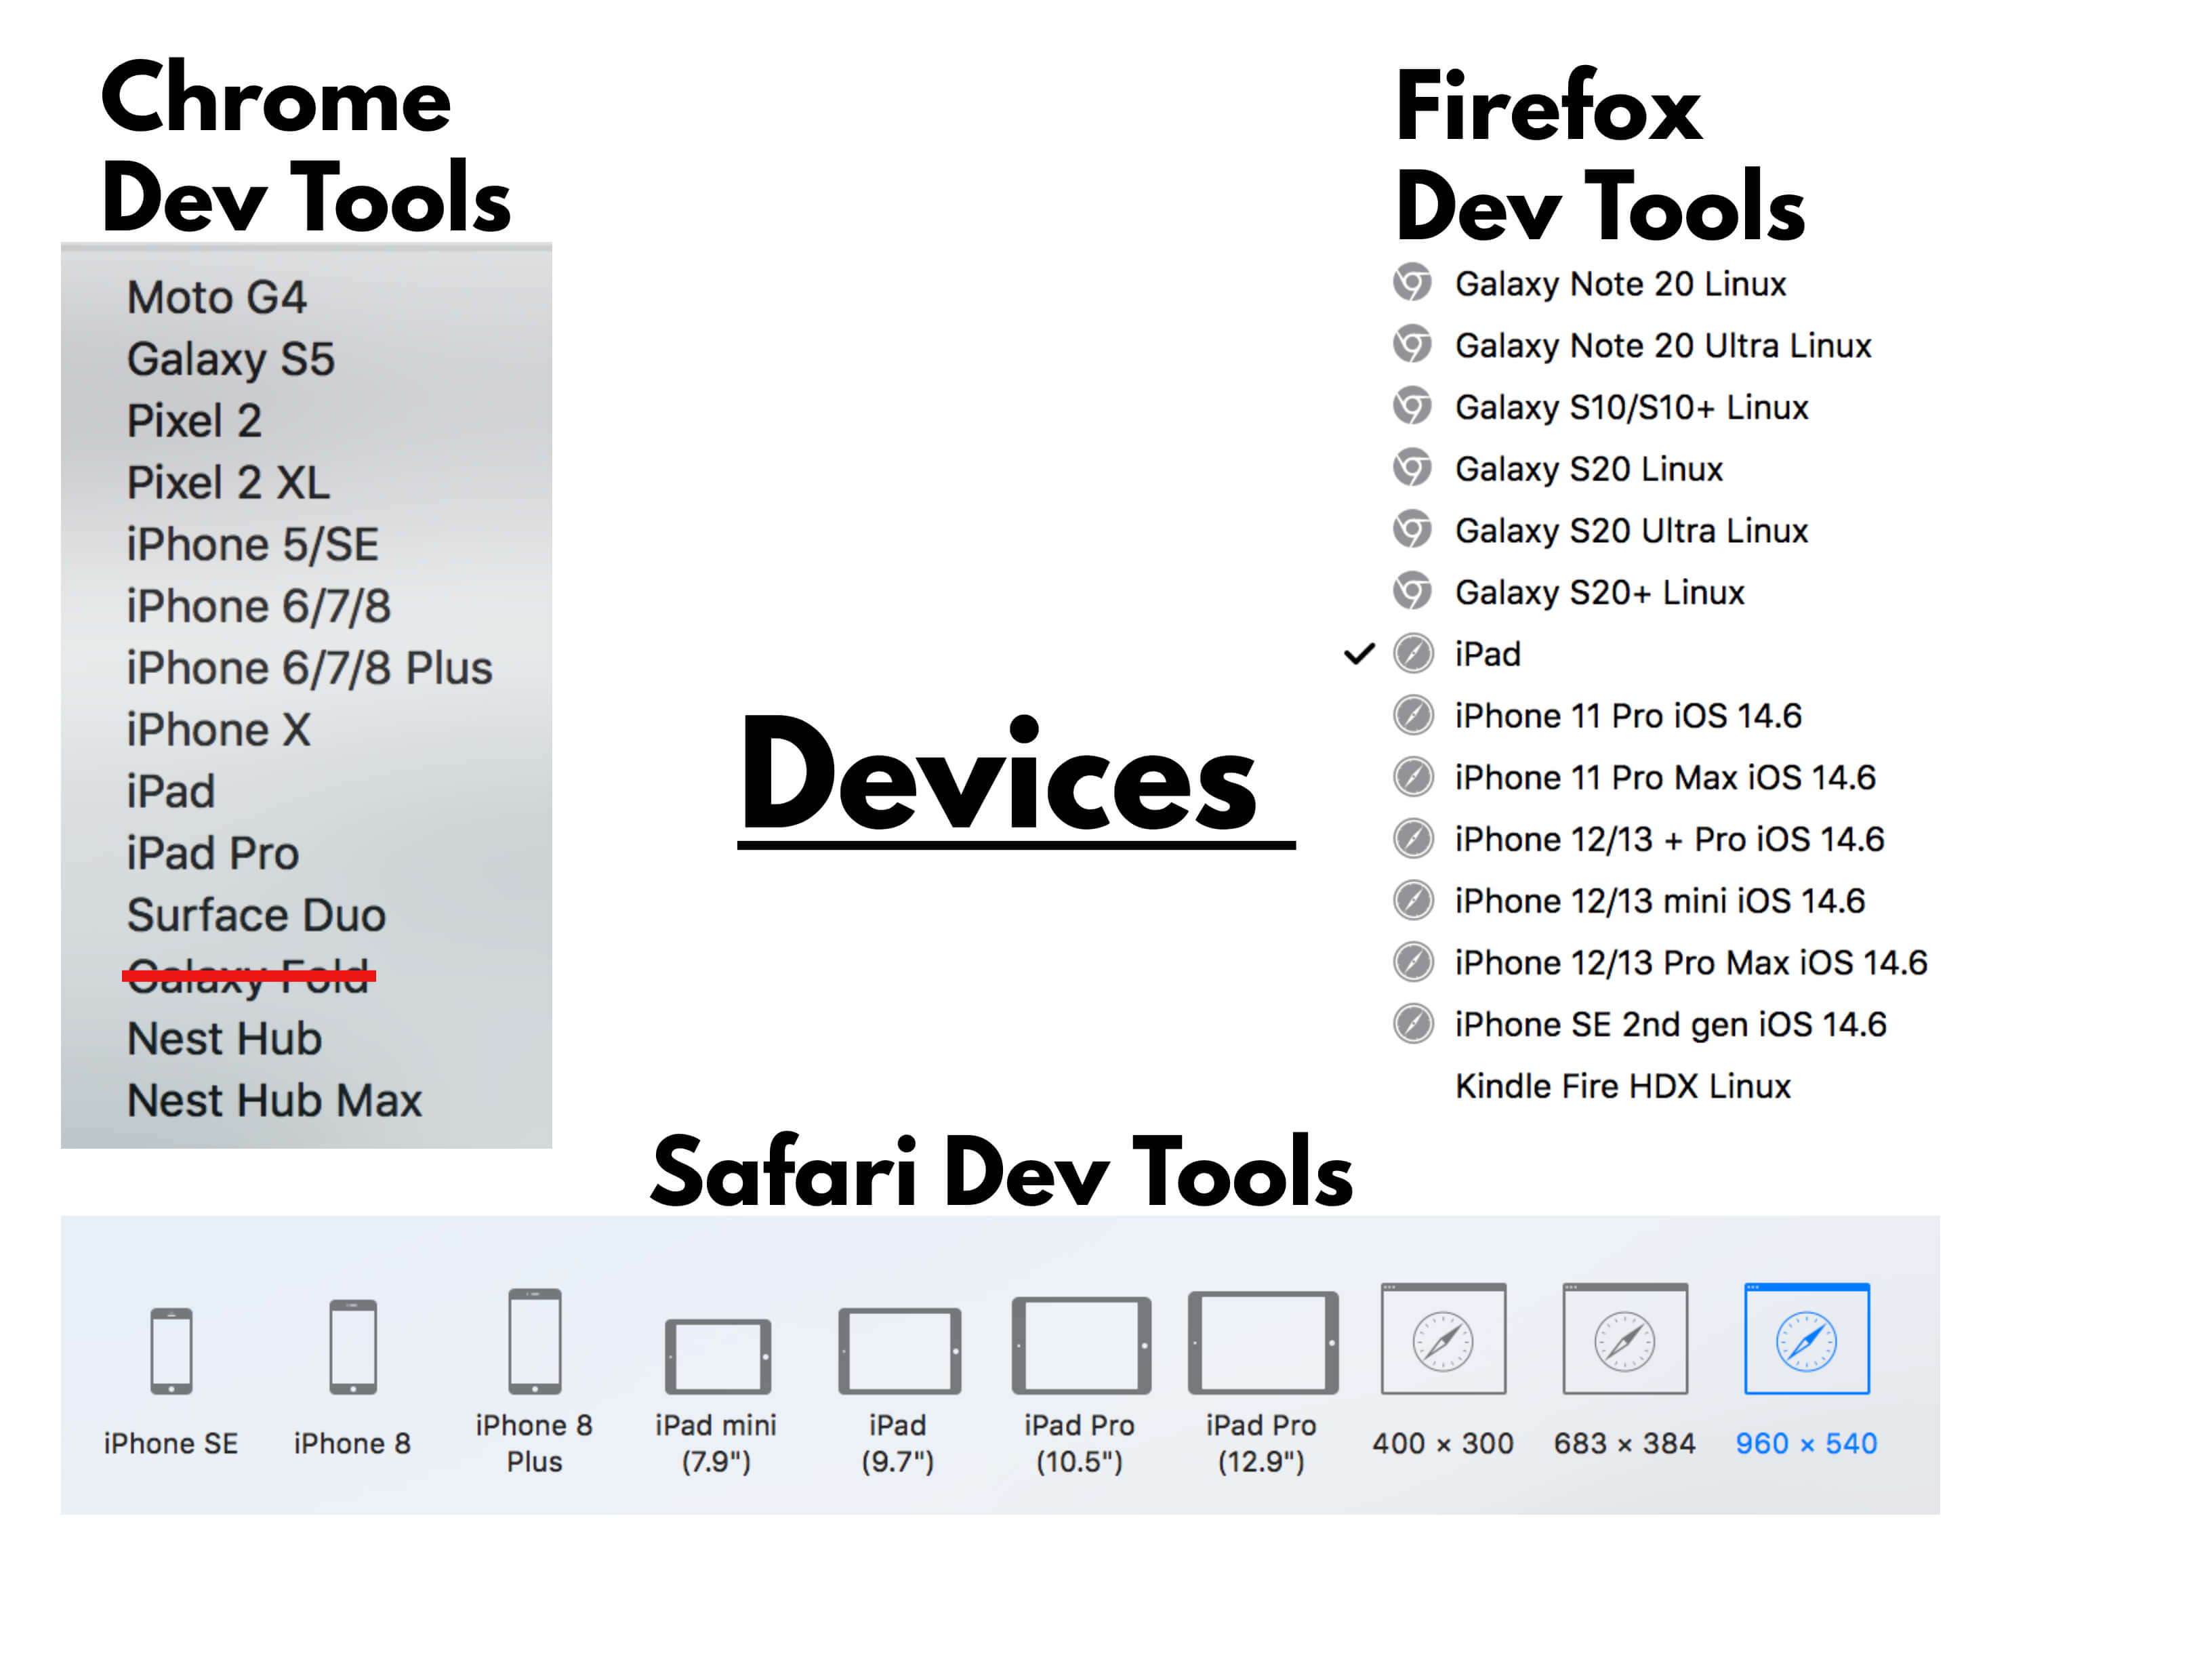 Chrome
Dev Tools
Moto G4
Galaxy S5
Pixel 2
Pixel 2 XL
iPhone 5/SE
iPhone 6/7/8
iPhone 6/7/8 Plus
iPhone X
iPad
iPad Pro
Surface Duo
Galaxy Fold
Nest Hub
Nest Hub Max
Devices
Firefox
Dev Tools
Galaxy Note 20 Linux
Galaxy Note 20 Ultra Linux
Galaxy S10/S10+ Linux
Galaxy S20 Linux
Galaxy S20 Ultra Linux
Galaxy S20+ Linux
iPad
iPhone 11 Pro iOS 14.6
iPhone 11 Pro Max iOS 14.6
iPhone 12/13 + Pro iOS 14.6
iPhone 12/13 mini iOS 14.6
iPhone 12/13 Pro Max iOS 14.6
iPhone SE 2nd gen iOS 14.6
Kindle Fire HDX Linux
Safari Dev Tools
iPhone SE
iPhone 8
iPhone 8
Plus
iPad mini
(7.9")
iPad
(9.7")
iPad Pro
(10.5")
iPad Pro
(12.9")
400 × 300
683 × 384
960 × 540